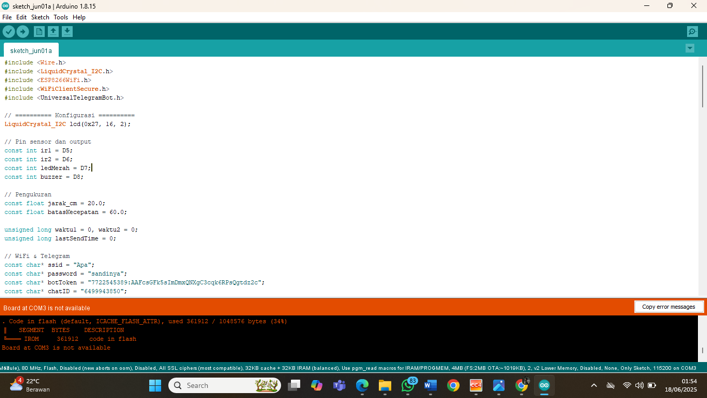 sketch_jun01a | Arduino 1.8.15
File Edit Sketch Tools Help
sketch_jun01a
#include <Wire.h>
#include <LiquidCrystal_I2C.h>
#include <ESP8266WiFi.h>
#include <WiFiClientSecure.h>
#include <UniversalTelegramBot.h>
// ========== Konfigurasi ==========
LiquidCrystal_I2C lcd(0x27, 16, 2);
// Pin sensor dan output
const int ir1 = D5;
const int ir2 = D6;
const int ledMerah = D7;
const int buzzer = D8;
// Pengukuran
const float jarak_cm = 20.0;
const float batasKecepatan = 60.0;
unsigned long waktu1 = 0, waktu2 = 0;
unsigned long lastSendTime = 0;
// WiFi & Telegram
const char* ssid = "Apa";
const char* password = "sandinya";
const char* botToken = "7722545389:AAFcsGFk5sImDmxQNXgC3cqk6RPsQgtdr2c";
const char* chatID = "6499943850";
Board at COM3 is not available
Copy error messages
. Code in flash (default, ICACHE_FLASH_ATTR), used 361912 / 1048576 bytes (34%)
║ SEGMENT BYTES DESCRIPTION
╚════ IROM 361912 code in flash
Board at COM3 is not available
80 MHz, Flash, Disabled (new aborts on oom), Disabled, All SSL ciphers (most compatible), 32KB cache + 32KB IRAM (balanced), Use pgm_read macros for IRAM/PROGMEM, 4MB (FS:2MB OTA:~1019KB), 2, v2 Lower Memory, Disabled, None, Only Sketch, 115200 on COM3
4
22°C
Berawan
Search
83
01:54
18/06/2025